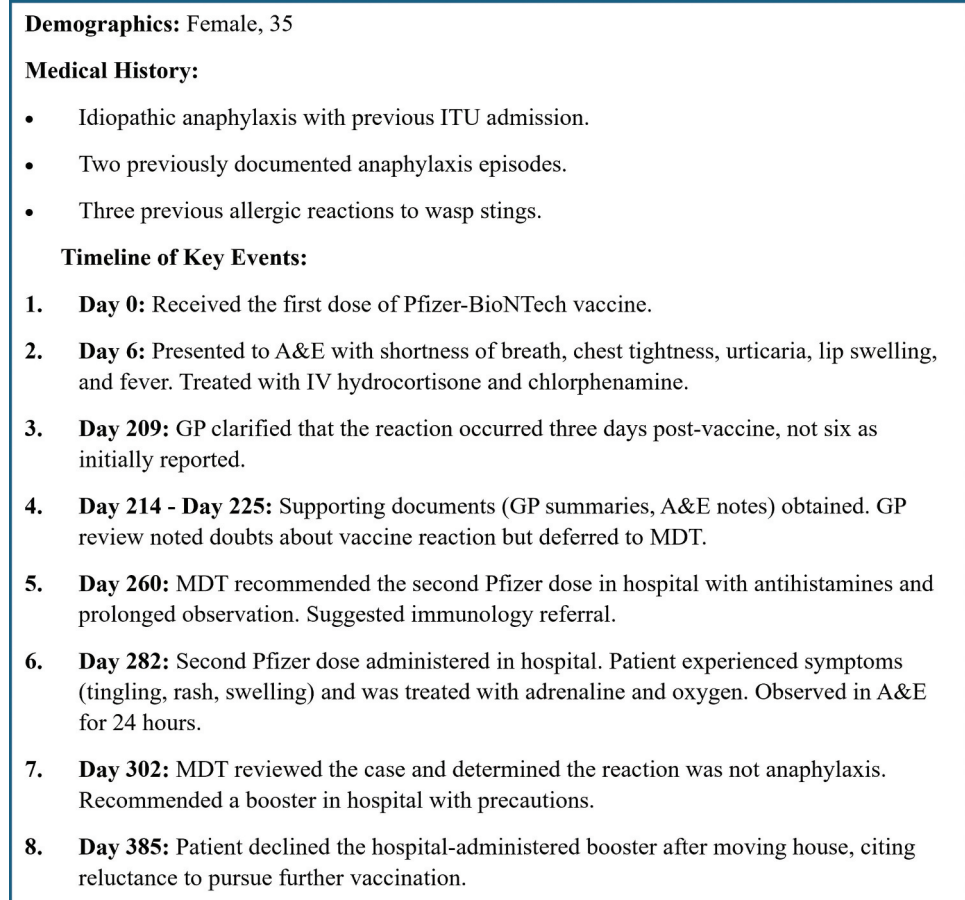 Demographics: Female, 35
Medical History:
• Idiopathic anaphylaxis with previous ITU admission.
• Two previously documented anaphylaxis episodes.
• Three previous allergic reactions to wasp stings.
Timeline of Key Events:
1. Day 0: Received the first dose of Pfizer-BioNTech vaccine.
2. Day 6: Presented to A&E with shortness of breath, chest tightness, urticaria, lip swelling,
and fever. Treated with IV hydrocortisone and chlorphenamine.
3. Day 209: GP clarified that the reaction occurred three days post-vaccine, not six as
initially reported.
4. Day 214 - Day 225: Supporting documents (GP summaries, A&E notes) obtained. GP
review noted doubts about vaccine reaction but deferred to MDT.
5. Day 260: MDT recommended the second Pfizer dose in hospital with antihistamines and
prolonged observation. Suggested immunology referral.
6. Day 282: Second Pfizer dose administered in hospital. Patient experienced symptoms
(tingling, rash, swelling) and was treated with adrenaline and oxygen. Observed in A&E
for 24 hours.
7. Day 302: MDT reviewed the case and determined the reaction was not anaphylaxis.
Recommended a booster in hospital with precautions.
8. Day 385: Patient declined the hospital-administered booster after moving house, citing
reluctance to pursue further vaccination.